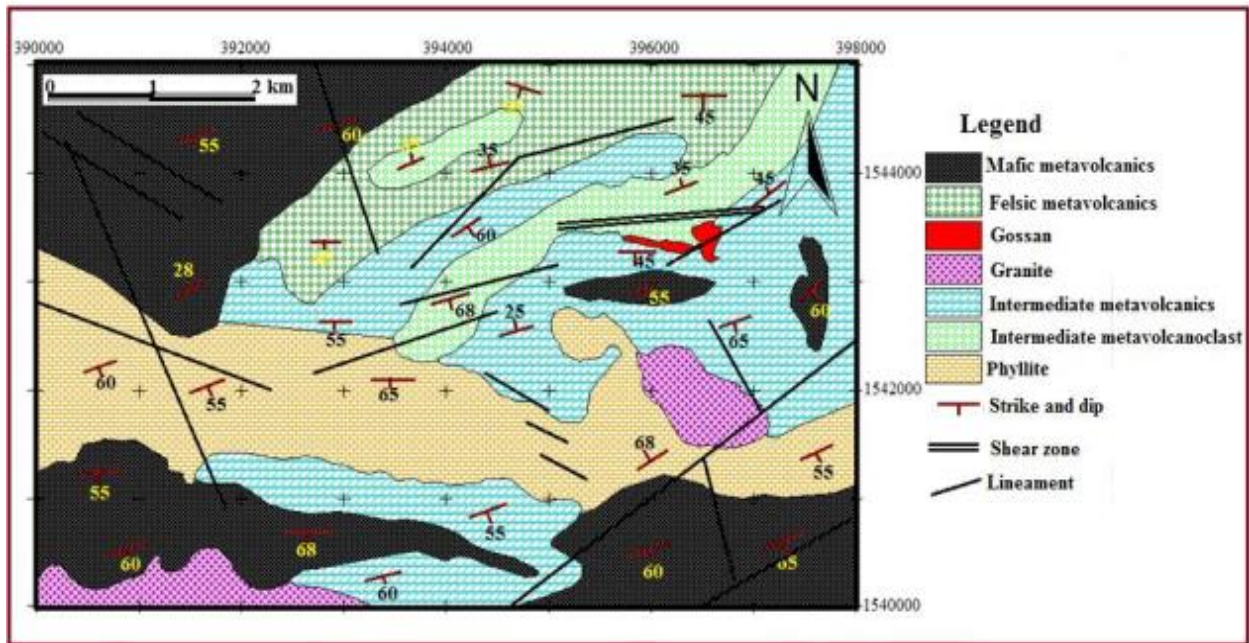 390000 392000 394000 396000 398000
0 1 2 km
N
45
55
60
35
35
45
1544000
60
28
45
55
60
68
25
55
65
60
55
65
1542000
68
55
55
55
68
60
60
65
60
1540000
Legend
Mafic metavolcanics
Felsic metavolcanics
Gossan
Granite
Intermediate metavolcanics
Intermediate metavolcanoclast
Phyllite
Strike and dip
Shear zone
Lineament